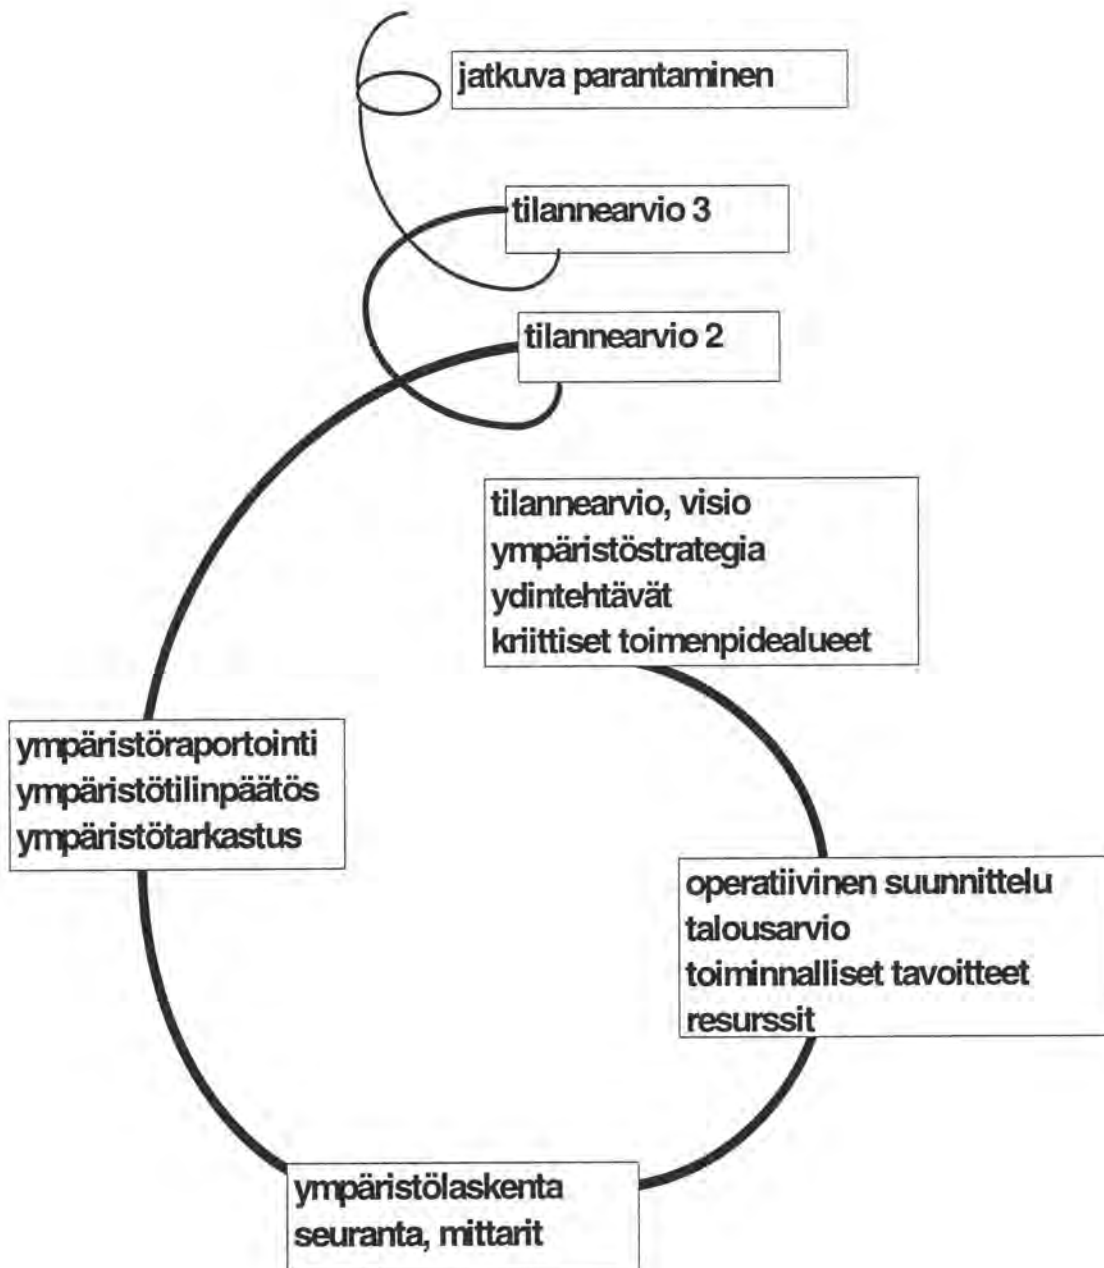 jatkuva parantaminen
tilannearvio 3
tilannearvio 2
tilannearvio, visio
ympäristöstrategia
ydintehtävät
kriittiset toimenpidealueet
ympäristöraportointi
ympäristötilinpäätös
ympäristötarkastus
operatiivinen suunnittelu
talousarvio
toiminnalliset tavoitteet
resurssit
ympäristölaskenta
seuranta, mittarit